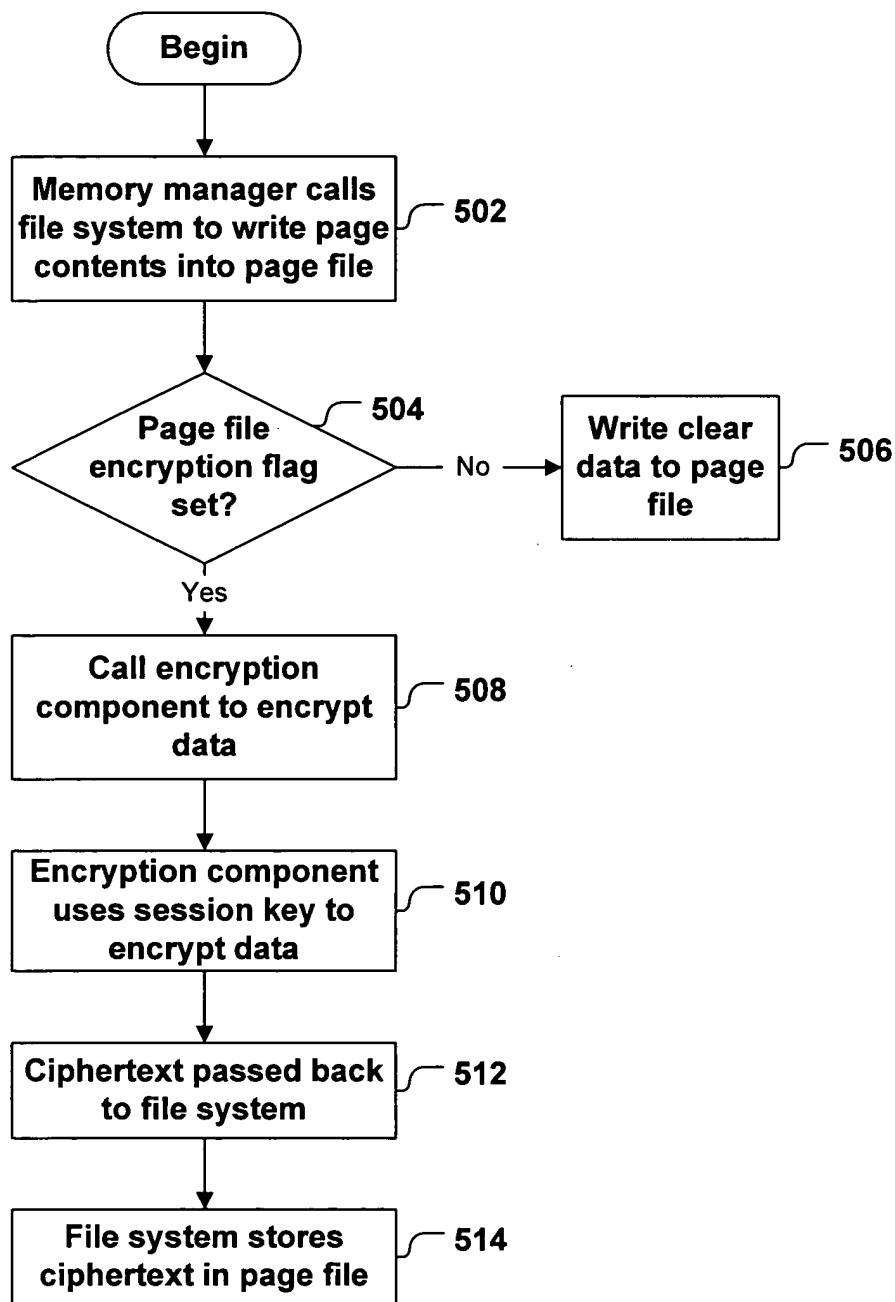 Begin
Memory manager calls
file system to write page
contents into page file
502
504
Page file
encryption flag
set?
No
Write clear
data to page
file
506
Yes
Call encryption
component to encrypt
data
508
Encryption component
uses session key to
encrypt data
510
Ciphertext passed back
to file system
512
File system stores
ciphertext in page file
514